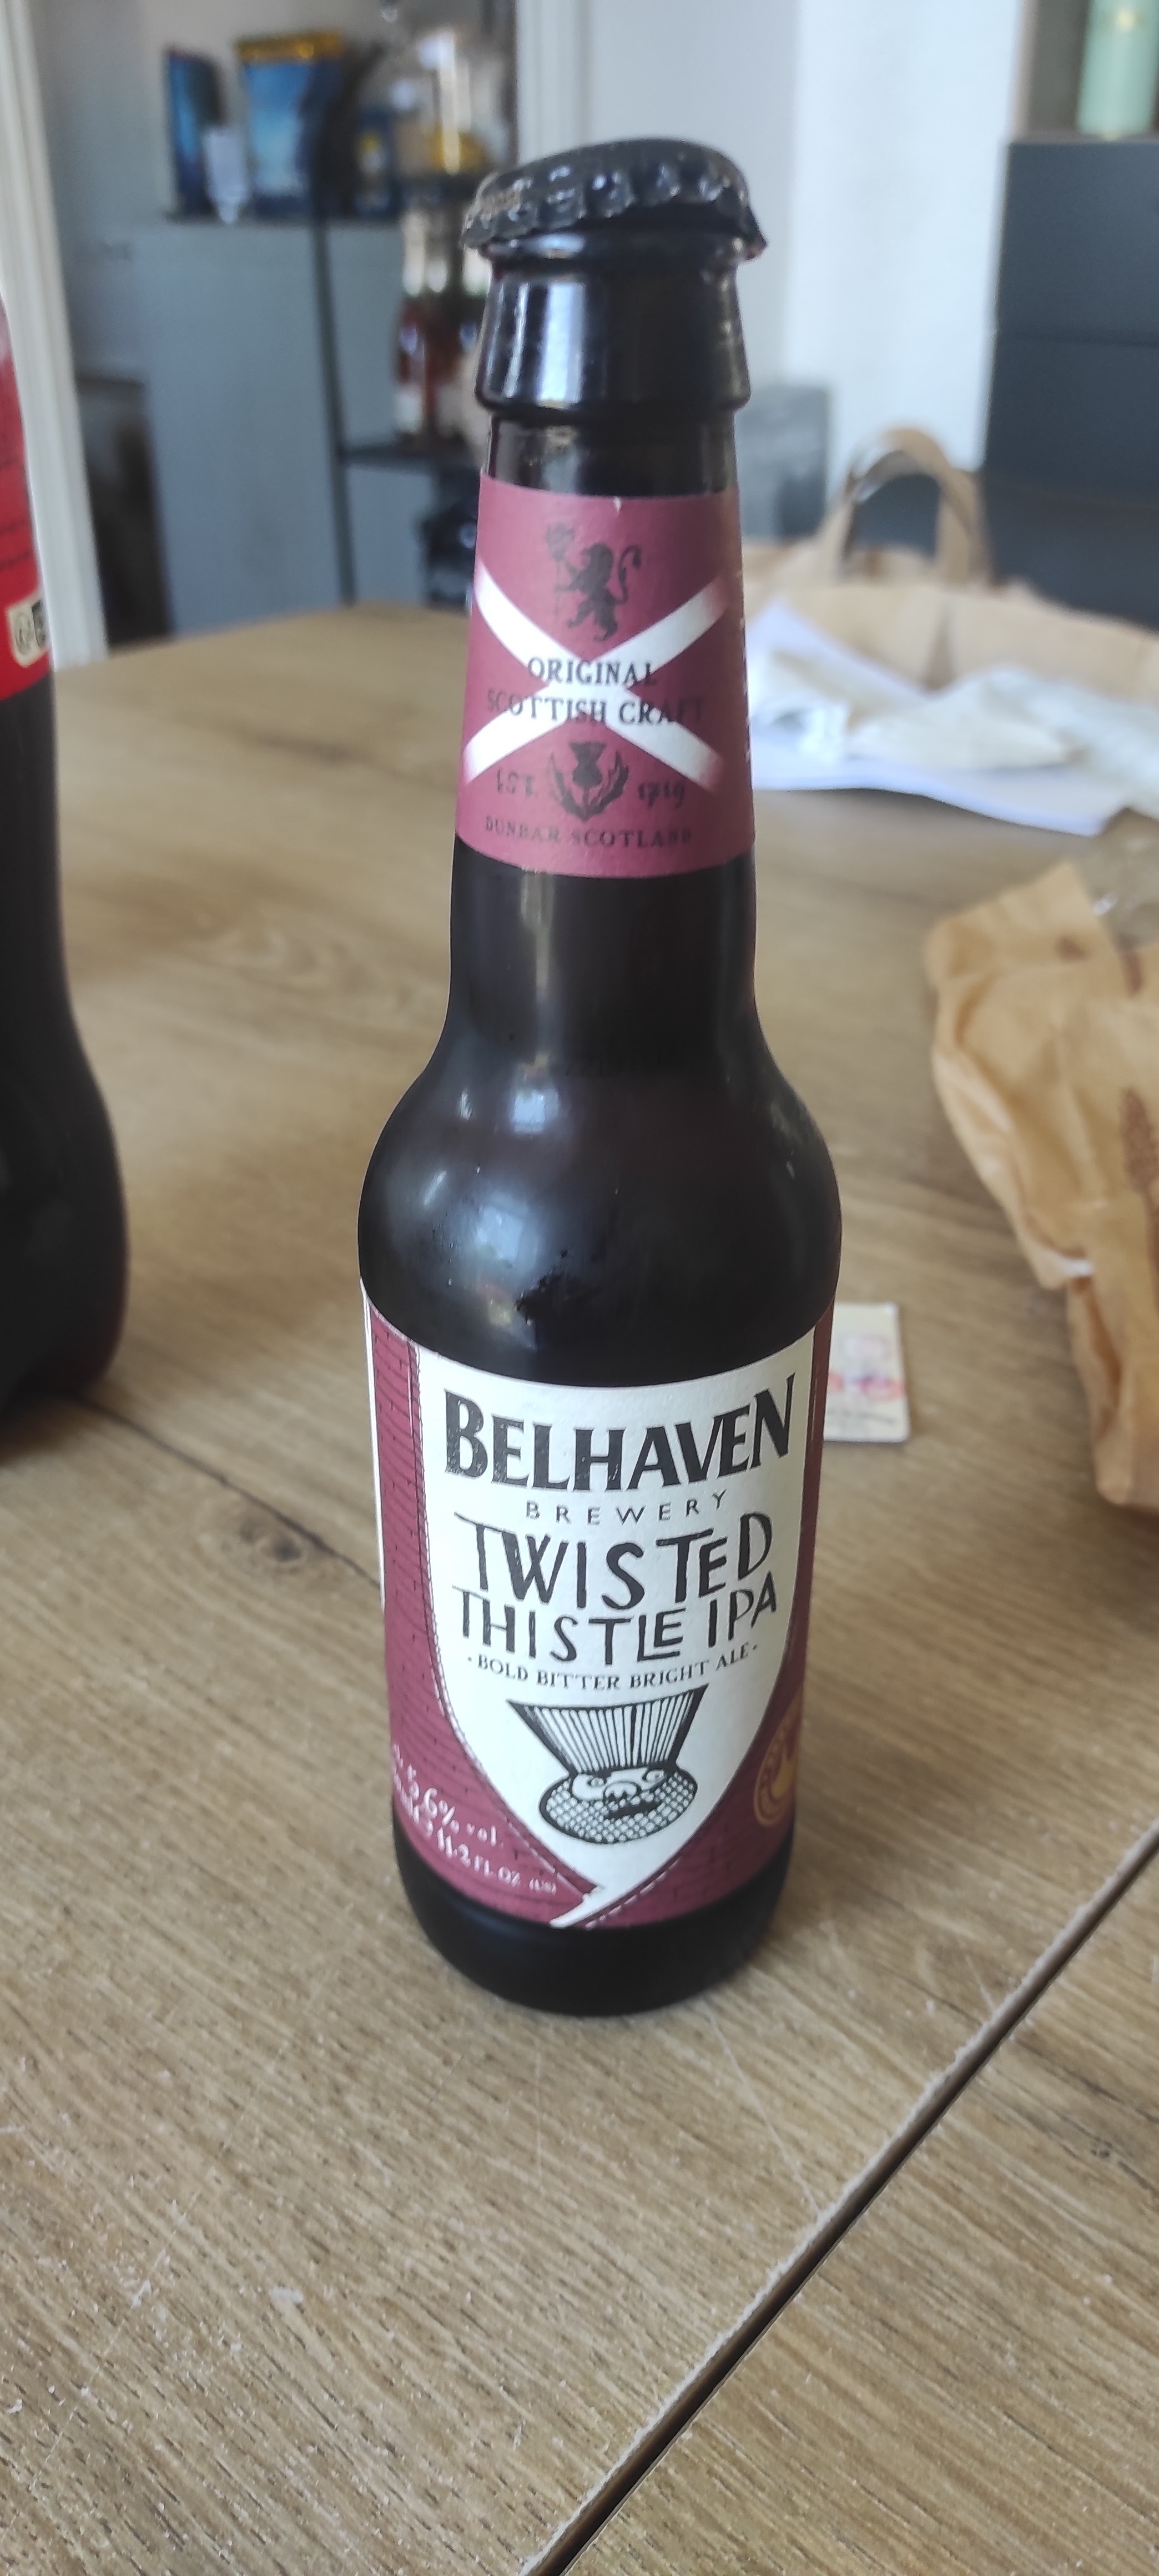 ORIGINAL
SCOTTISH CRAFT
EST. 1719
DUNBAR SCOTLAND
BELHAVEN
BREWERY
TWISTED
THISTLE IPA
·BOLD BITTER BRIGHT ALE·
5.6% vol.
11.2 FL OZ (US)